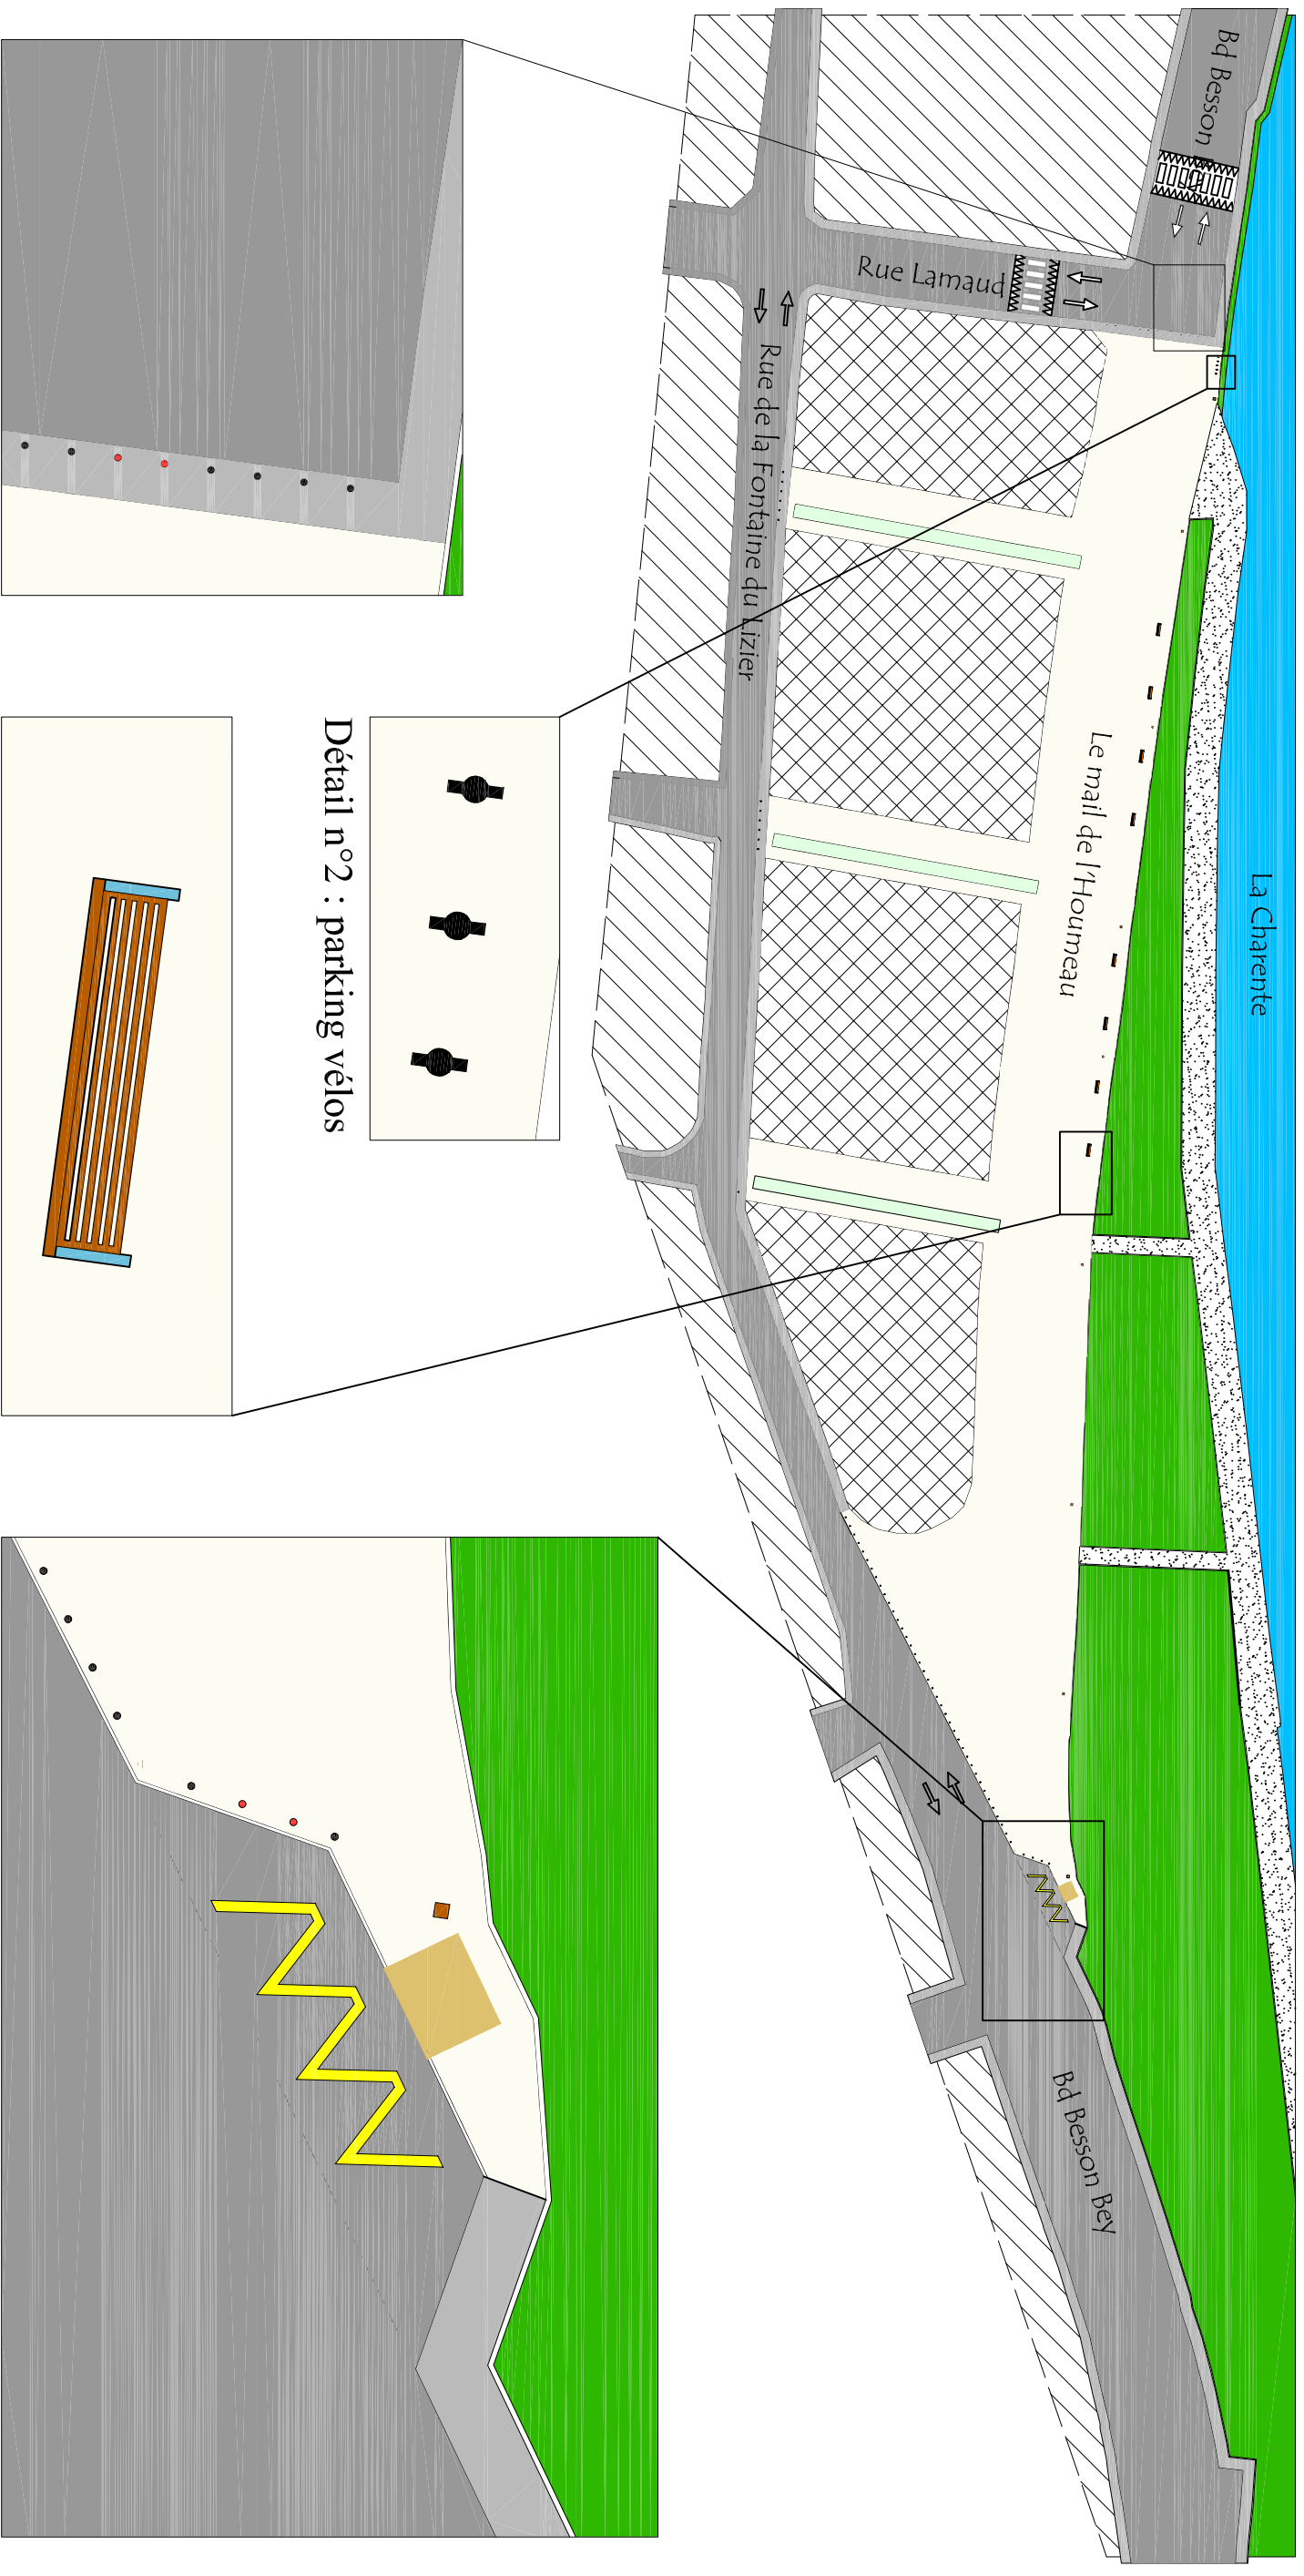 La Charente
Bd Besson
Rue Lamaud
Le mail de l'Houmeau
Rue de la Fontaine du Lizier
Bd Besson Bey
Détail n°2 : parking vélos